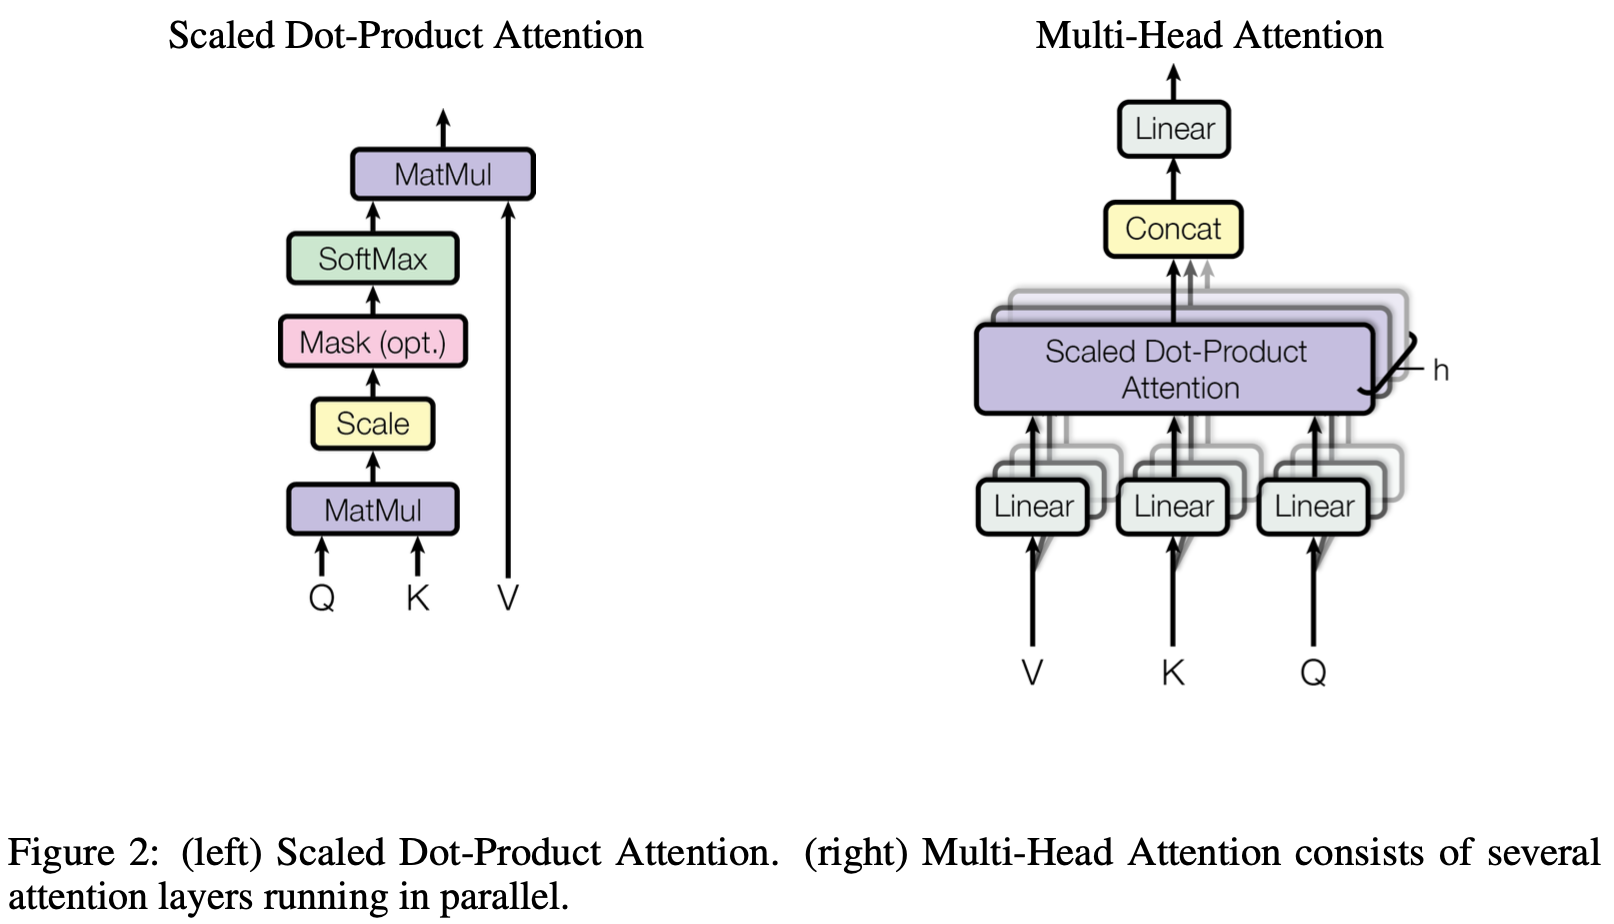 Scaled Dot-Product Attention
MatMul
SoftMax
Mask (opt.)
Scale
MatMul
Q K V
Multi-Head Attention
Linear
Concat
Scaled Dot-Product
Attention
h
Linear Linear Linear
V K Q
Figure 2: (left) Scaled Dot-Product Attention. (right) Multi-Head Attention consists of several
attention layers running in parallel.